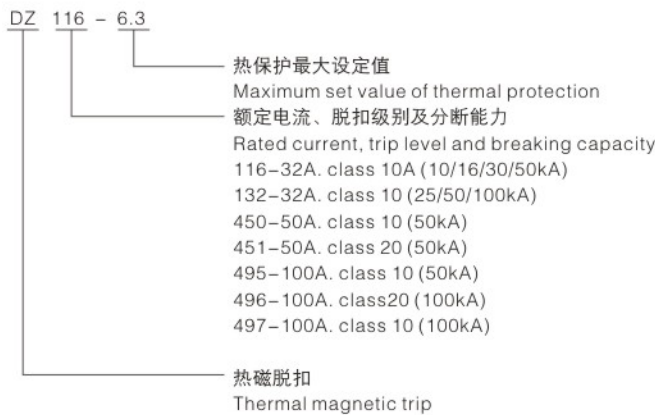 DZ 116 – 6.3
热保护最大设定值
Maximum set value of thermal protection
额定电流、脱扣级别及分断能力
Rated current, trip level and breaking capacity
116–32A. class 10A (10/16/30/50kA)
132–32A. class 10 (25/50/100kA)
450–50A. class 10 (50kA)
451–50A. class 20 (50kA)
495–100A. class 10 (50kA)
496–100A. class20 (100kA)
497–100A. class 10 (100kA)
热磁脱扣
Thermal magnetic trip